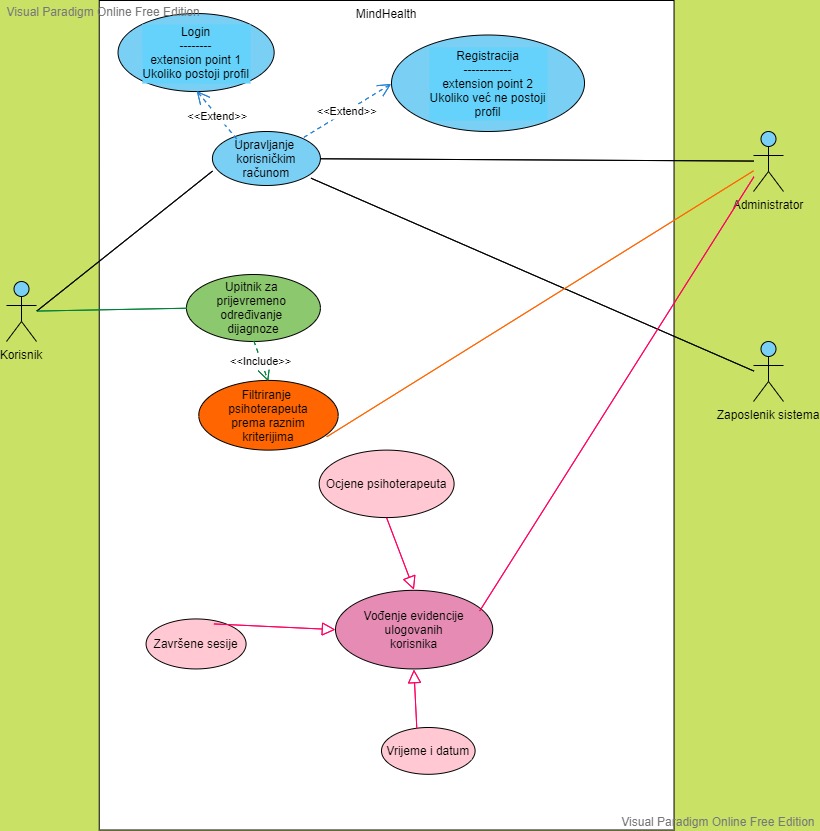 Visual Paradigm Online Free Edition
MindHealth
Login
--------
extension point 1
Ukoliko postoji profil
Registracija
------------
extension point 2
Ukoliko već ne postoji
profil
<<Extend>>
<<Extend>>
Upravljanje
korisničkim
računom
Administrator
Upitnik za
prijevremeno
određivanje
dijagnoze
Korisnik
<<Include>>
Filtriranje
psihoterapeuta
prema raznim
kriterijima
Zaposlenik sistema
Ocjene psihoterapeuta
Vođenje evidencije
ulogovanih
korisnika
Završene sesije
Vrijeme i datum
Visual Paradigm Online Free Edition